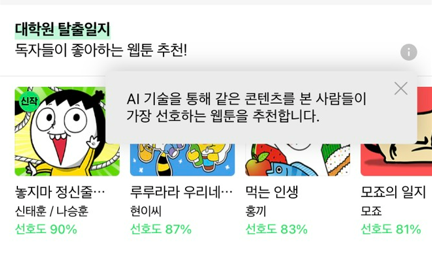 대학원 탈출일지
독자들이 좋아하는 웹툰 추천!
AI 기술을 통해 같은 콘텐츠를 본 사람들이
가장 선호하는 웹툰을 추천합니다.
신작
놓지마 정신줄…
신태훈 / 나승훈
선호도 90%
루루라라 우리네…
현이씨
선호도 87%
먹는 인생
홍끼
선호도 83%
모죠의 일지
모죠
선호도 81%